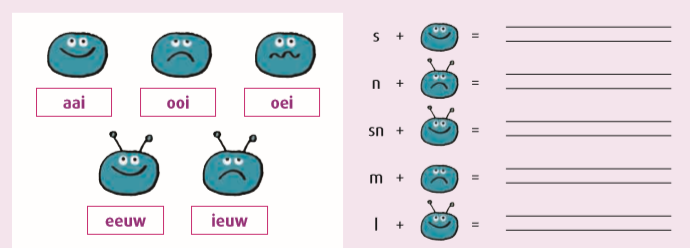 aai ooi oei
eeuw ieuw
s + =
n + =
sn + =
m + =
l + =